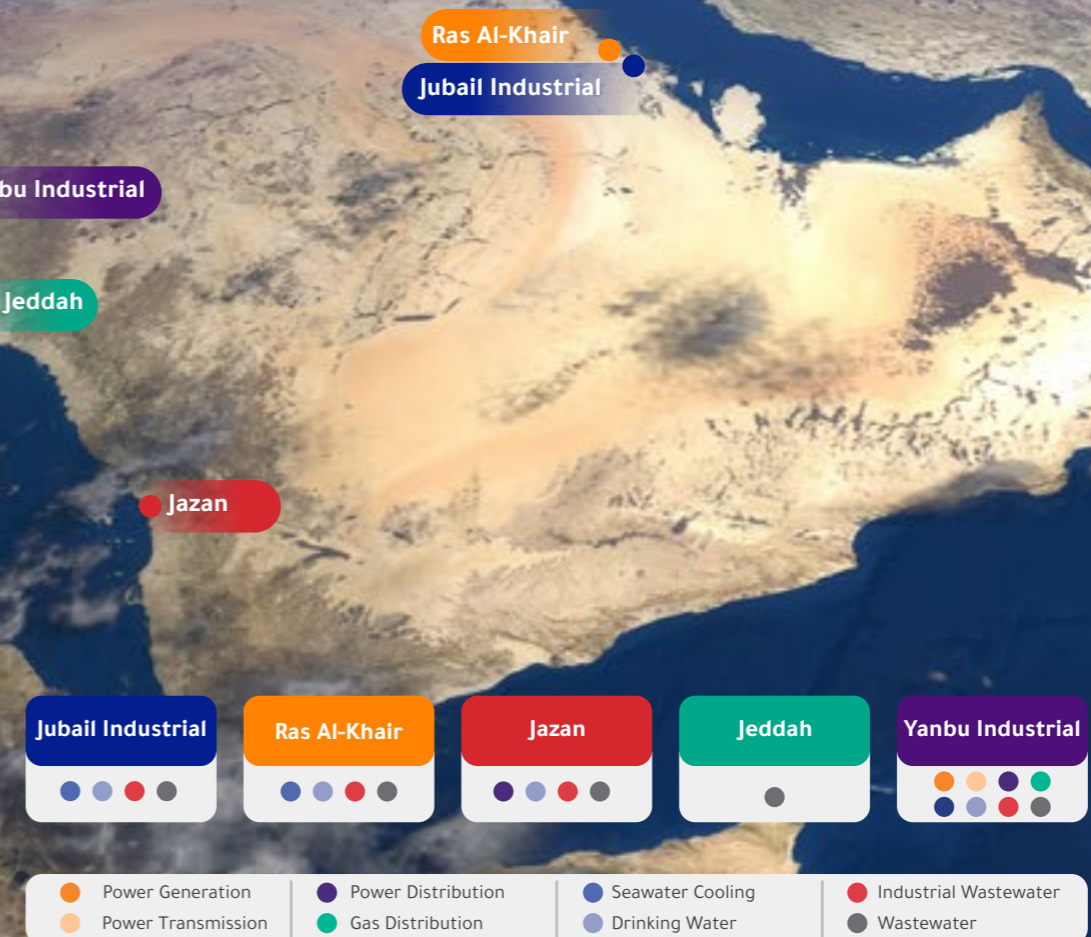 Ras Al-Khair
Jubail Industrial
bu Industrial
Jeddah
Jazan
Jubail Industrial
Ras Al-Khair
Jazan
Jeddah
Yanbu Industrial
Power Generation
Power Distribution
Seawater Cooling
Industrial Wastewater
Power Transmission
Gas Distribution
Drinking Water
Wastewater